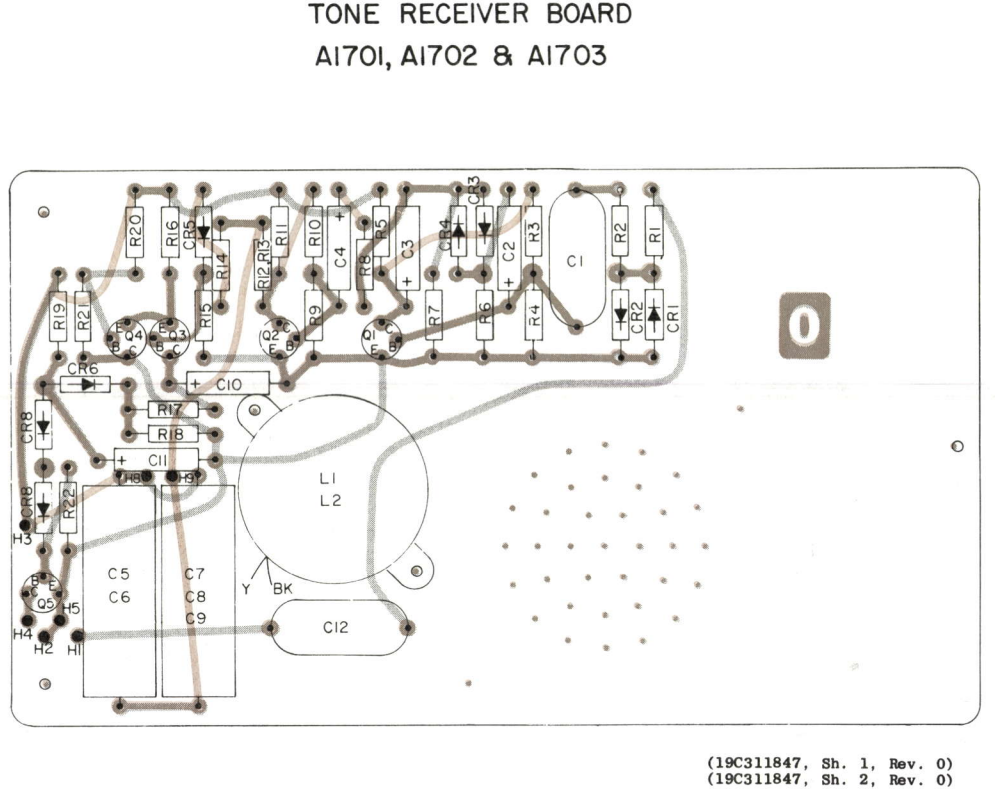 TONE RECEIVER BOARD
A1701, A1702 & A1703
R20
R16
CR5
R14
R12,R13
R11
R10
C4
R8
R5
C3
CR4
CR3
C2
R3
C1
R2
R1
R19
R21
E
Q4
B
C
E
Q3
B
C
R15
C
Q2
B
E
R9
C
Q1
B
E
R7
R6
R4
CR2
CR1
0
CR6
+
C10
R17
R18
CR8
+
C11
H8
H9
L1
L2
CR8
R22
H3
C5
C6
C7
C8
C9
Y
BK
B
E
C
Q5
H5
H4
H2
H1
C12
(19C311847, Sh. 1, Rev. 0)
(19C311847, Sh. 2, Rev. 0)